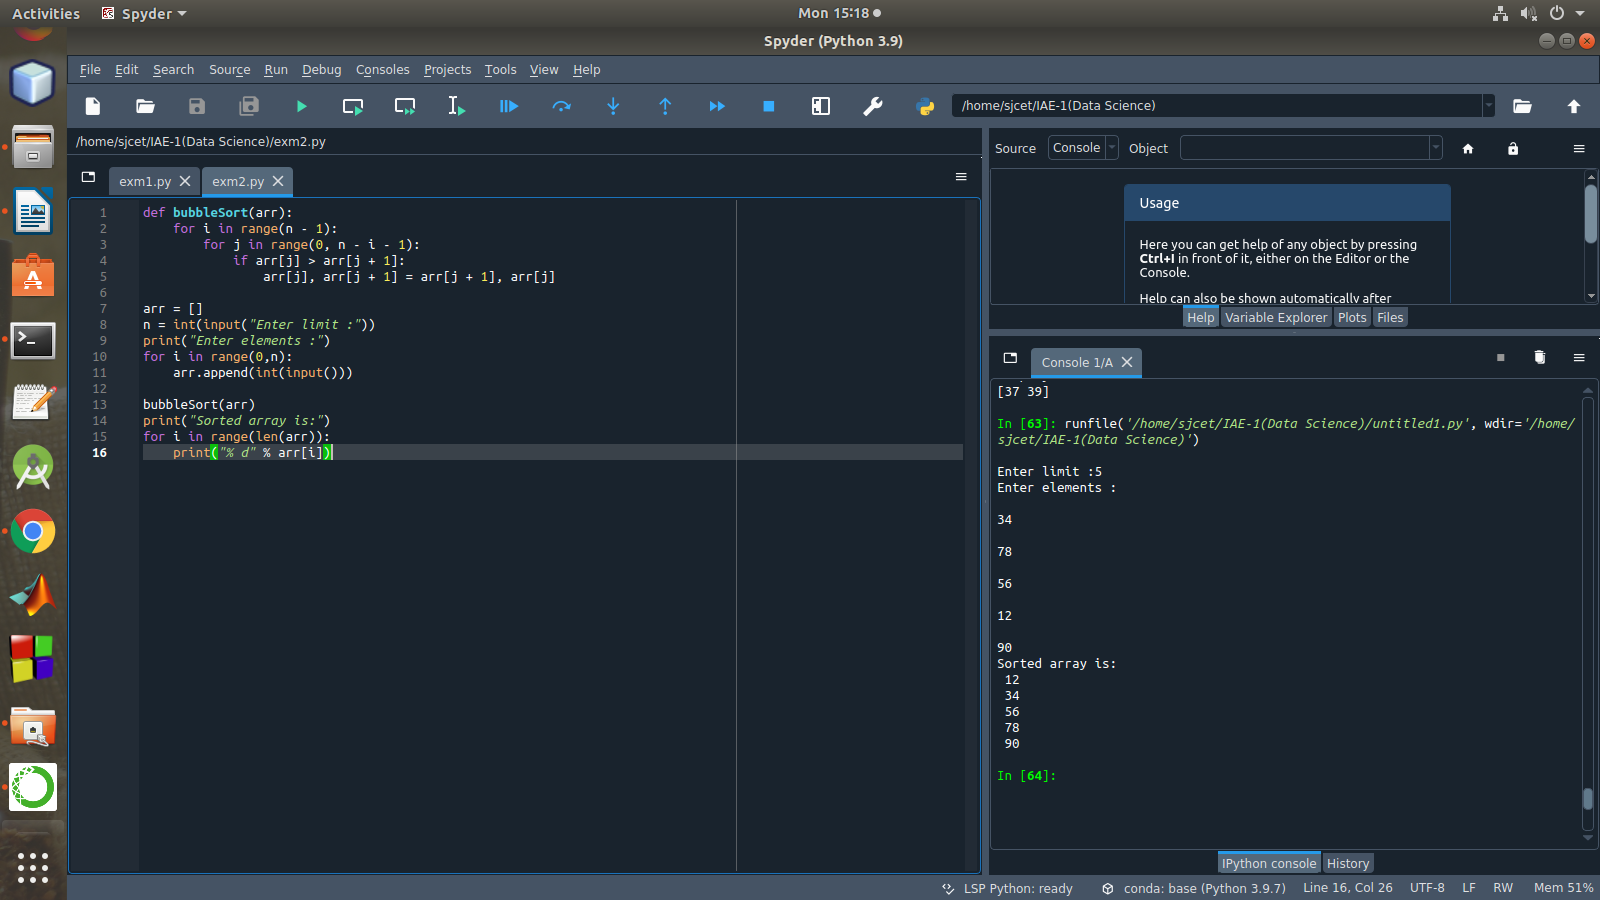 Activities Spyder Mon 15:18
Spyder (Python 3.9)
File Edit Search Source Run Debug Consoles Projects Tools View Help
/home/sjcet/IAE-1(Data Science)
/home/sjcet/IAE-1(Data Science)/exm2.py
exm1.py exm2.py
1 def bubbleSort(arr):
2 for i in range(n - 1):
3 for j in range(0, n - i - 1):
4 if arr[j] > arr[j + 1]:
5 arr[j], arr[j + 1] = arr[j + 1], arr[j]
6
7 arr = []
8 n = int(input("Enter limit :"))
9 print("Enter elements :")
10 for i in range(0,n):
11 arr.append(int(input()))
12
13 bubbleSort(arr)
14 print("Sorted array is:")
15 for i in range(len(arr)):
16 print("% d" % arr[i])
Source Console Object
Usage
Here you can get help of any object by pressing
Ctrl+I in front of it, either on the Editor or the
Console.
Help can also be shown automatically after
Help Variable Explorer Plots Files
Console 1/A
[37 39]
In [63]: runfile('/home/sjcet/IAE-1(Data Science)/untitled1.py', wdir='/home/
sjcet/IAE-1(Data Science)')
Enter limit :5
Enter elements :
34
78
56
12
90
Sorted array is:
12
34
56
78
90
In [64]:
IPython console History
LSP Python: ready conda: base (Python 3.9.7) Line 16, Col 26 UTF-8 LF RW Mem 51%